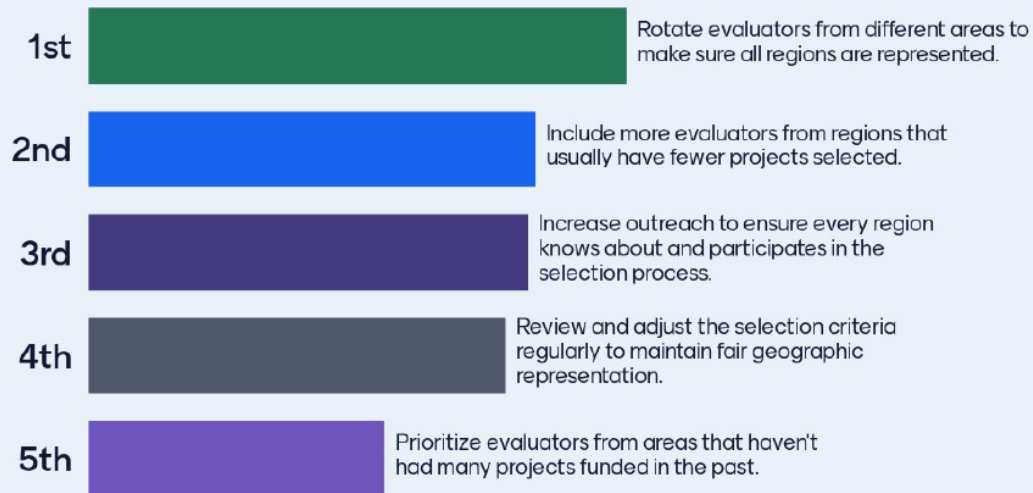 1st
Rotate evaluators from different areas to
make sure all regions are represented.
2nd
Include more evaluators from regions that
usually have fewer projects selected.
3rd
Increase outreach to ensure every region
knows about and participates in the
selection process.
4th
Review and adjust the selection criteria
regularly to maintain fair geographic
representation.
5th
Prioritize evaluators from areas that haven't
had many projects funded in the past.